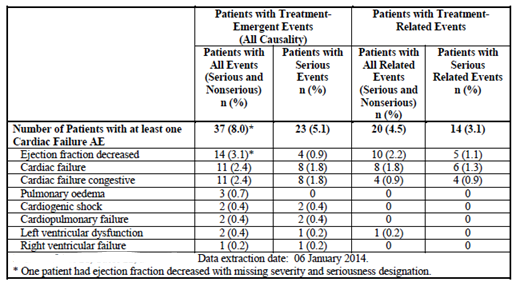 Patients with Treatment-Emergent Events (All Causality) | Patients with Treatment-Related Events
Patients with All Events (Serious and Nonserious) n (%) | Patients with Serious Events n (%) | Patients with All Related Events (Serious and Nonserious) n (%) | Patients with Serious Related Events n (%)
Number of Patients with at least one Cardiac Failure AE | 37 (8.0)* | 23 (5.1) | 20 (4.5) | 14 (3.1)
Ejection fraction decreased | 14 (3.1)* | 4 (0.9) | 10 (2.2) | 5 (1.1)
Cardiac failure | 11 (2.4) | 8 (1.8) | 8 (1.8) | 6 (1.3)
Cardiac failure congestive | 11 (2.4) | 8 (1.8) | 4 (0.9) | 4 (0.9)
Pulmonary oedema | 3 (0.7) | 0 | 0 | 0
Cardiogenic shock | 2 (0.4) | 2 (0.4) | 0 | 0
Cardiopulmonary failure | 2 (0.4) | 2 (0.4) | 0 | 0
Left ventricular dysfunction | 2 (0.4) | 1 (0.2) | 1 (0.2) | 0
Right ventricular failure | 1 (0.2) | 1 (0.2) | 0 | 0
Data extraction date: 06 January 2014.
* One patient had ejection fraction decreased with missing severity and seriousness designation.